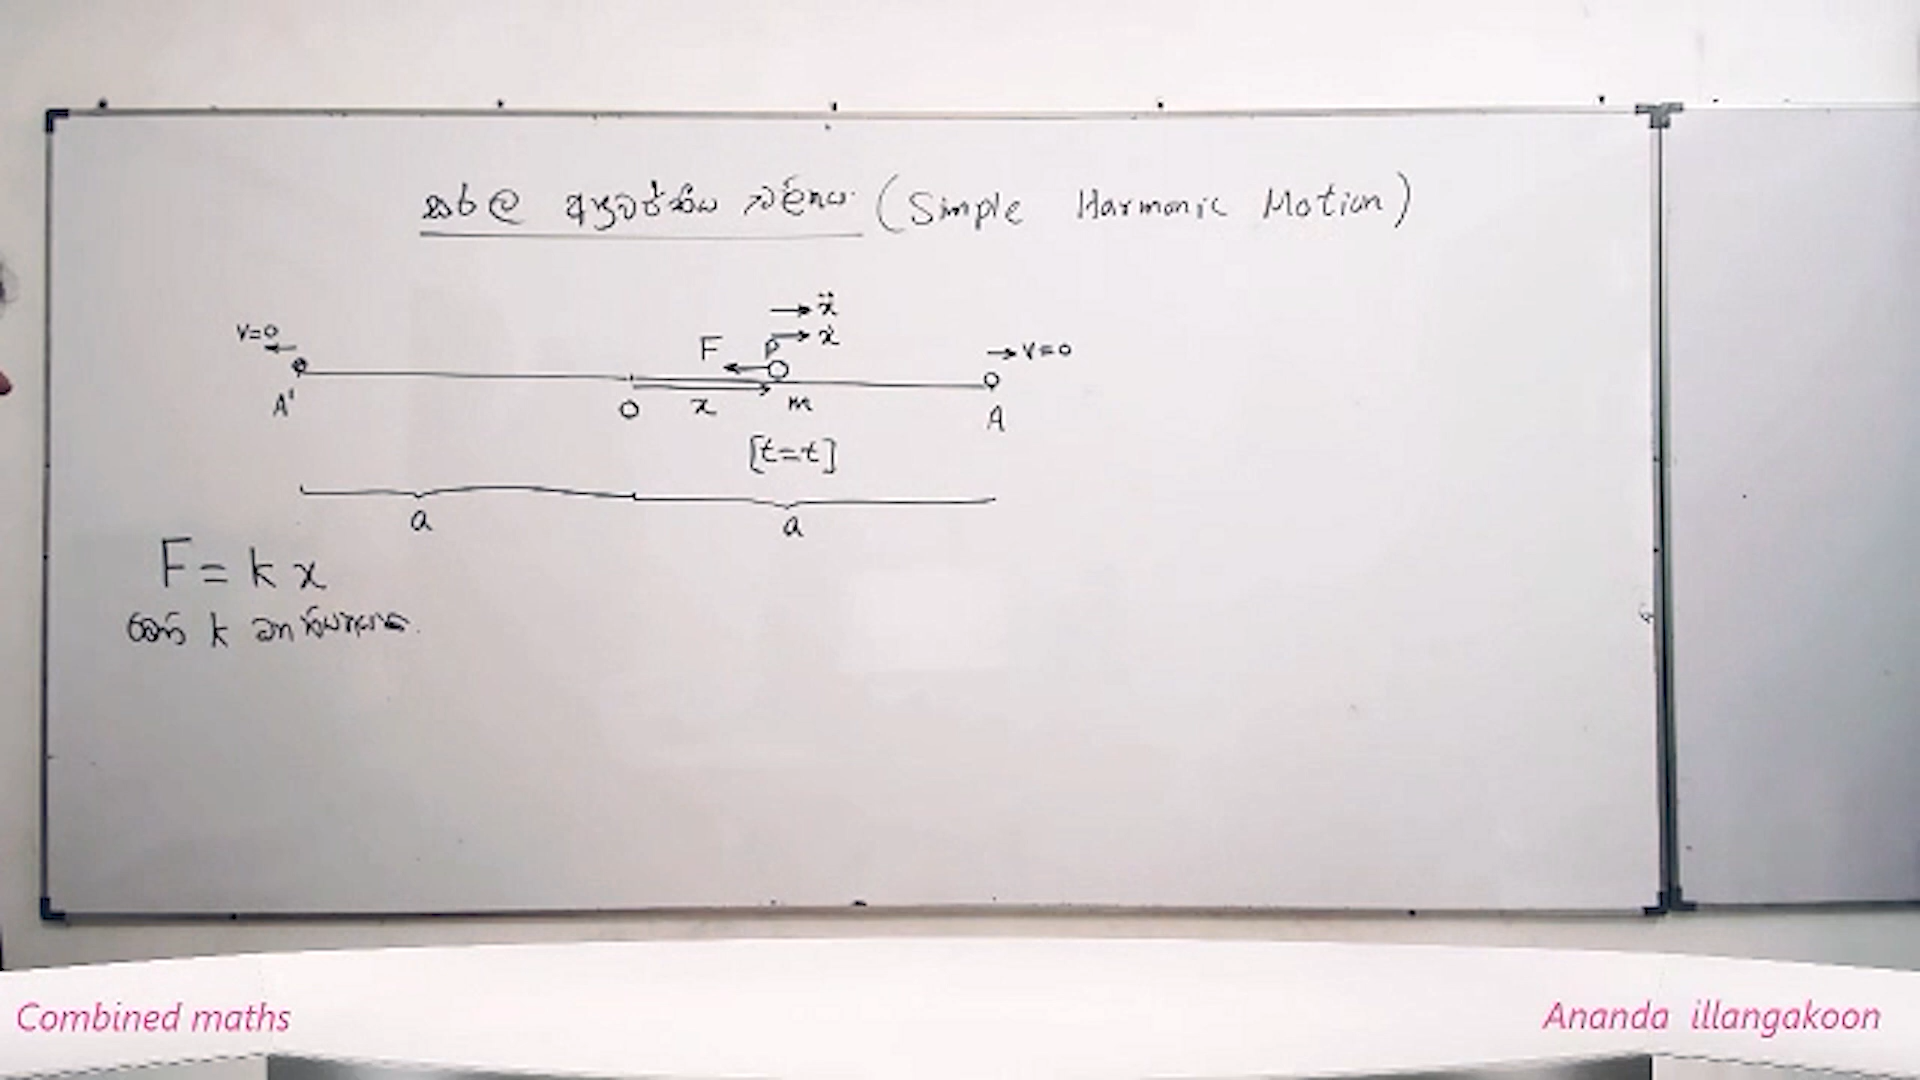 සරල අනුවර්තීය චලිතය (Simple Harmonic Motion)
ẍ
V=0 F P ẋ V=0
A' O x m A
[t=t]
a a
F = k x
මෙහි k නියතයකි.
Combined maths Ananda illangakoon